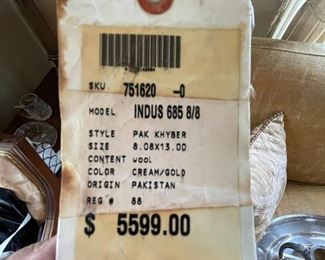 SKU 751620 -0
MODEL INDUS 685 8/8
STYLE PAK KHYBER
SIZE 8.08X13.00
CONTENT Wool
COLOR CREAM/GOLD
ORIGIN PAKISTAN
REG # 88
$ 5599.00